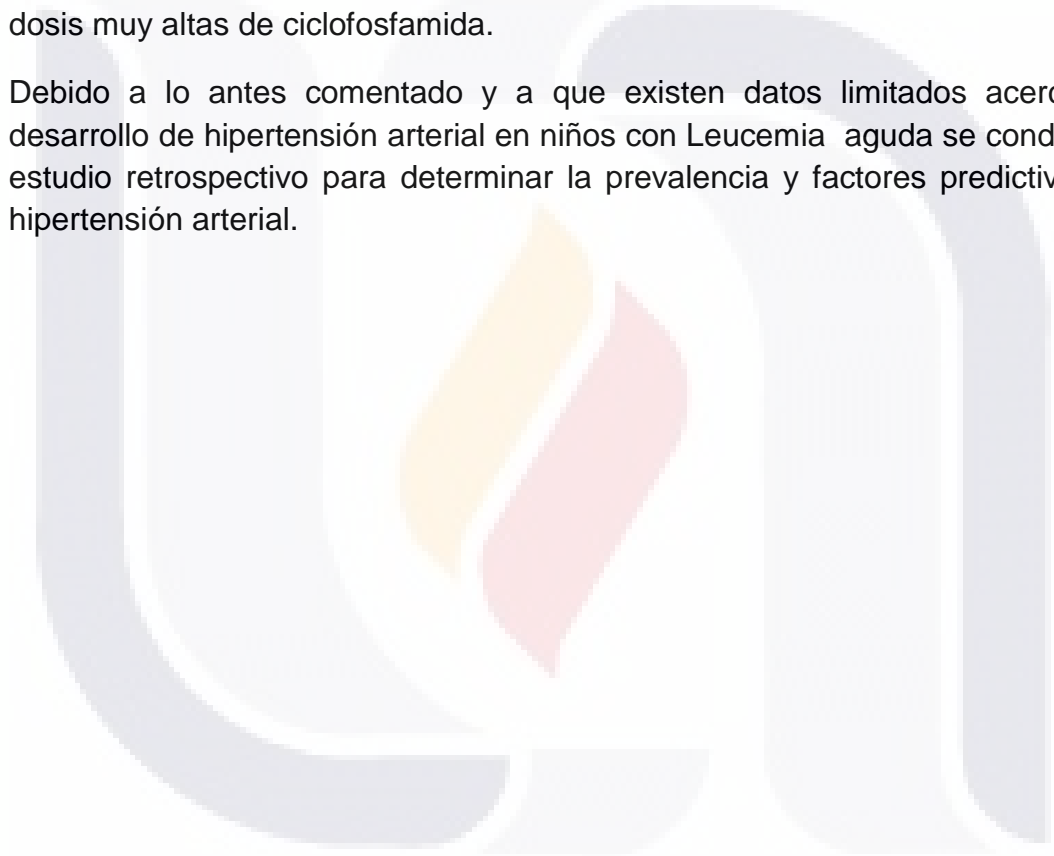 dosis muy altas de ciclofosfamida.
Debido a lo antes comentado y a que existen datos limitados acerc
desarrollo de hipertensión arterial en niños con Leucemia aguda se cond
estudio retrospectivo para determinar la prevalencia y factores predictiv
hipertensión arterial.